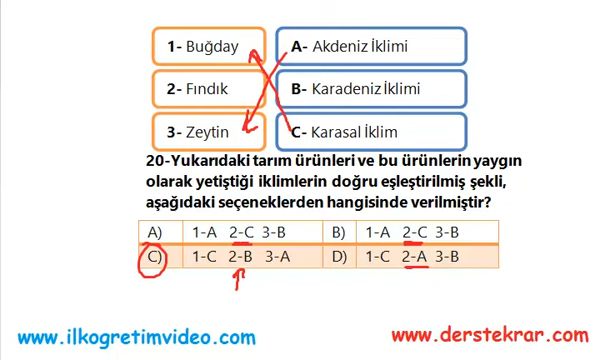 1- Buğday A- Akdeniz İklimi
2- Fındık B- Karadeniz İklimi
3- Zeytin C- Karasal İklim
20-Yukarıdaki tarım ürünleri ve bu ürünlerin yaygın
olarak yetiştiği iklimlerin doğru eşleştirilmiş şekli,
aşağıdaki seçeneklerden hangisinde verilmiştir?
A) 1-A 2-C 3-B B) 1-A 2-C 3-B
C) 1-C 2-B 3-A D) 1-C 2-A 3-B
www.ilkogretimvideo.com www.derstekrar.com